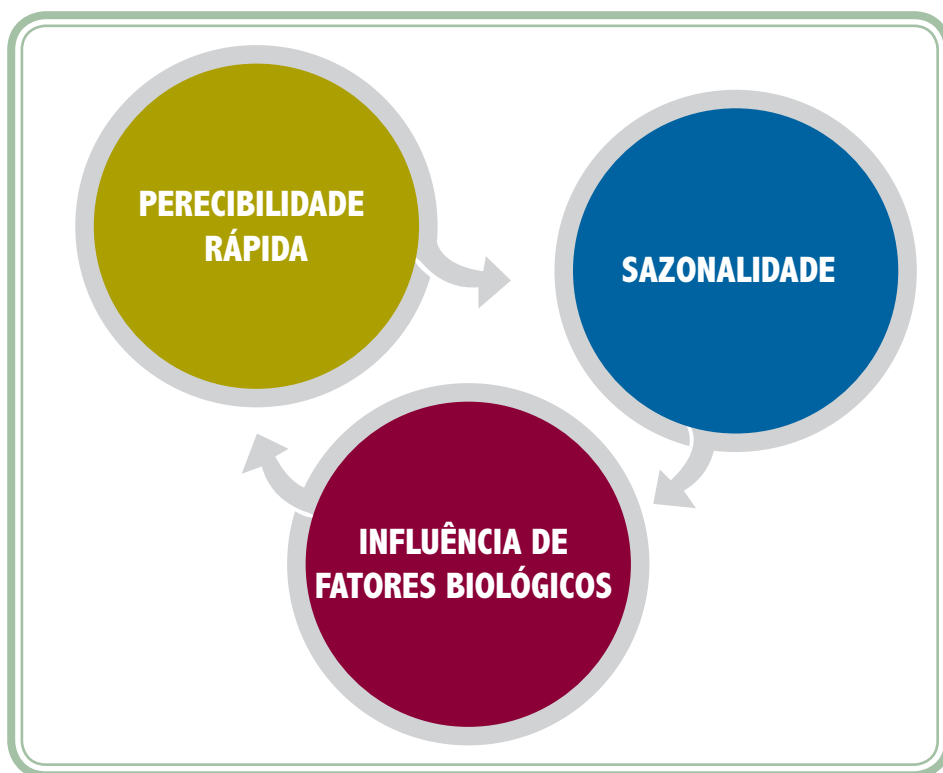 PERECIBILIDADE
RÁPIDA
SAZONALIDADE
INFLUÊNCIA DE
FATORES BIOLÓGICOS